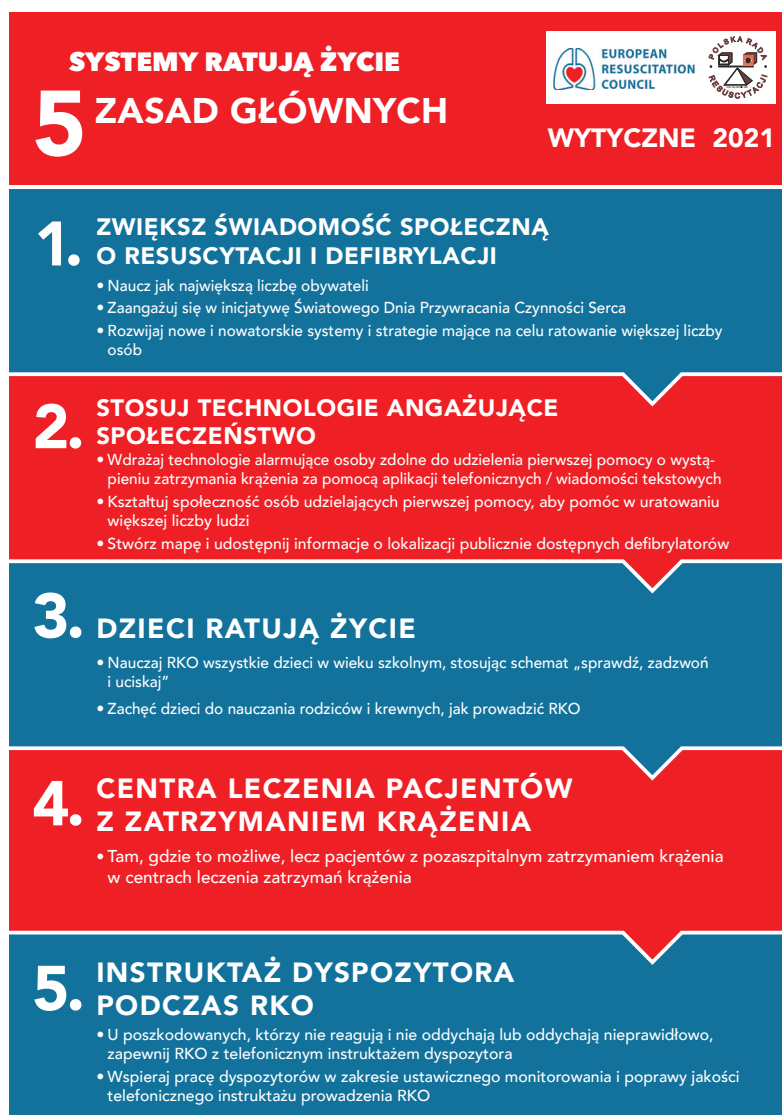 SYSTEMY RATUJĄ ŻYCIE
5 ZASAD GŁÓWNYCH
EUROPEAN
RESUSCITATION
COUNCIL
POLSKA RADA
RESUSCYTACJI
WYTYCZNE 2021
1. ZWIĘKSZ ŚWIADOMOŚĆ SPOŁECZNĄ
O RESUSCYTACJI I DEFIBRYLACJI
• Naucz jak największą liczbę obywateli
• Zaangażuj się w inicjatywę Światowego Dnia Przywracania Czynności Serca
• Rozwijaj nowe i nowatorskie systemy i strategie mające na celu ratowanie większej liczby
osób
2. STOSUJ TECHNOLOGIE ANGAŻUJĄCE
SPOŁECZEŃSTWO
• Wdrażaj technologie alarmujące osoby zdolne do udzielenia pierwszej pomocy o wystą-
pieniu zatrzymania krążenia za pomocą aplikacji telefonicznych / wiadomości tekstowych
• Kształtuj społeczność osób udzielających pierwszej pomocy, aby pomóc w uratowaniu
większej liczby ludzi
• Stwórz mapę i udostępnij informacje o lokalizacji publicznie dostępnych defibrylatorów
3. DZIECI RATUJĄ ŻYCIE
• Nauczaj RKO wszystkie dzieci w wieku szkolnym, stosując schemat „sprawdź, zadzwoń
i uciskaj”
• Zachęć dzieci do nauczania rodziców i krewnych, jak prowadzić RKO
4. CENTRA LECZENIA PACJENTÓW
Z ZATRZYMANIEM KRĄŻENIA
• Tam, gdzie to możliwe, lecz pacjentów z pozaszpitalnym zatrzymaniem krążenia
w centrach leczenia zatrzymań krążenia
5. INSTRUKTAŻ DYSPOZYTORA
PODCZAS RKO
• U poszkodowanych, którzy nie reagują i nie oddychają lub oddychają nieprawidłowo,
zapewnij RKO z telefonicznym instruktażem dyspozytora
• Wspieraj pracę dyspozytorów w zakresie ustawicznego monitorowania i poprawy jakości
telefonicznego instruktażu prowadzenia RKO